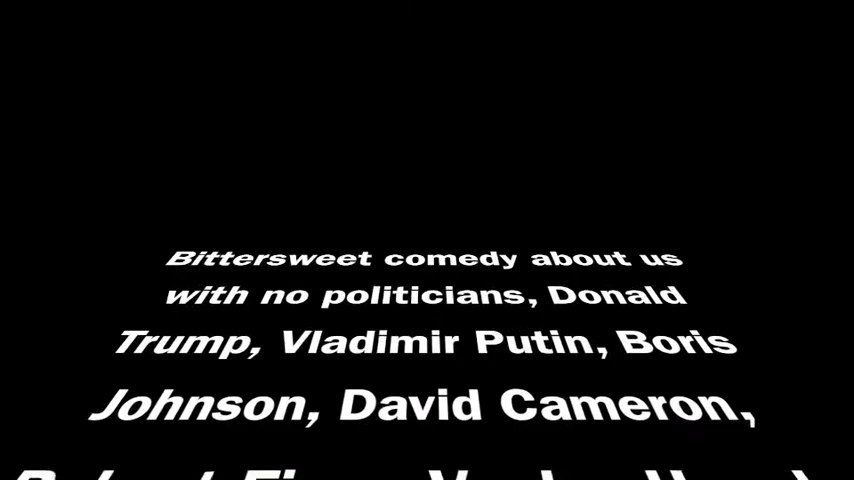 Bittersweet comedy about us
with no politicians, Donald
Trump, Vladimir Putin, Boris
Johnson, David Cameron,